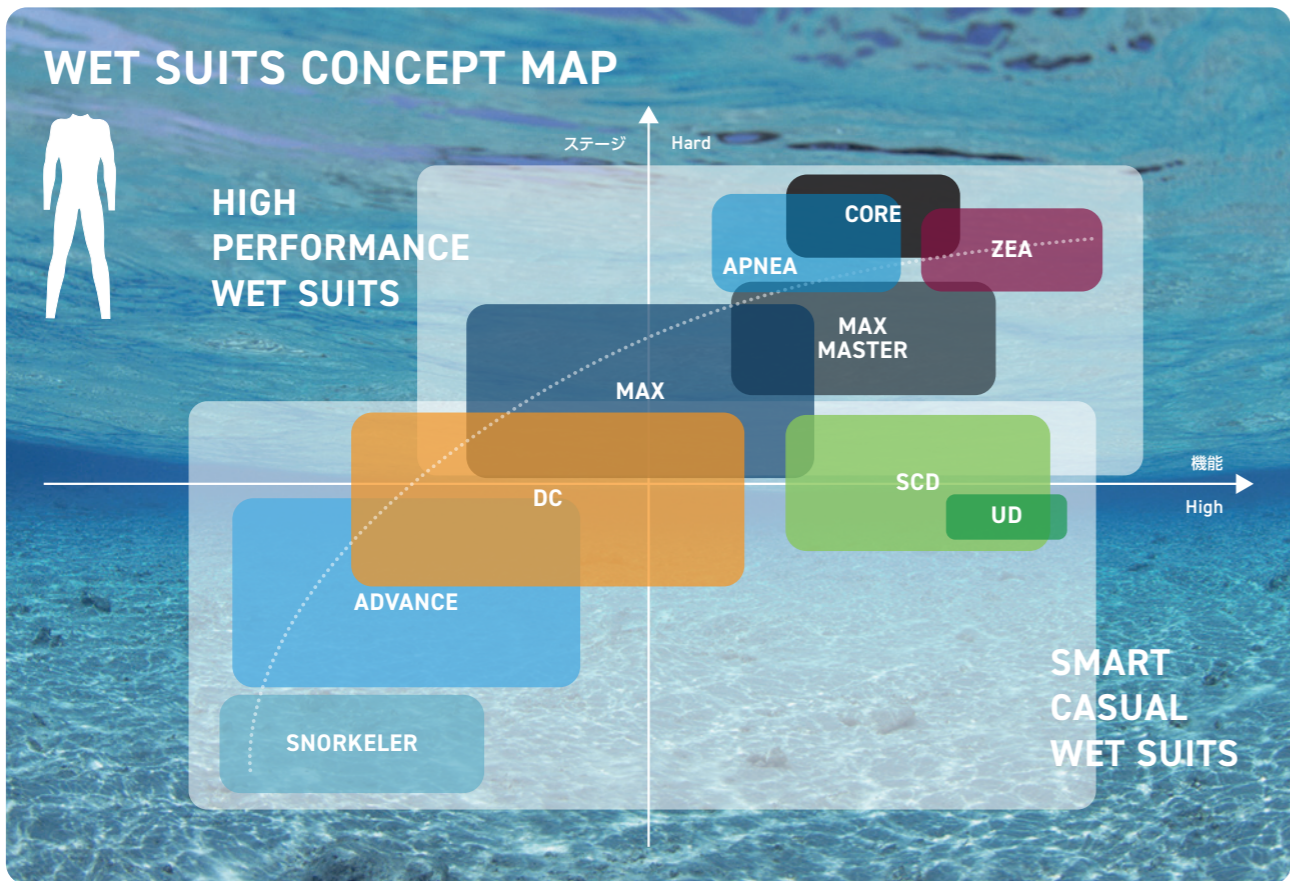 WET SUITS CONCEPT MAP
ステージ
Hard
HIGH
PERFORMANCE
WET SUITS
CORE
ZEA
APNEA
MAX
MASTER
MAX
機能
High
SCD
DC
UD
ADVANCE
SMART
CASUAL
WET SUITS
SNORKELER